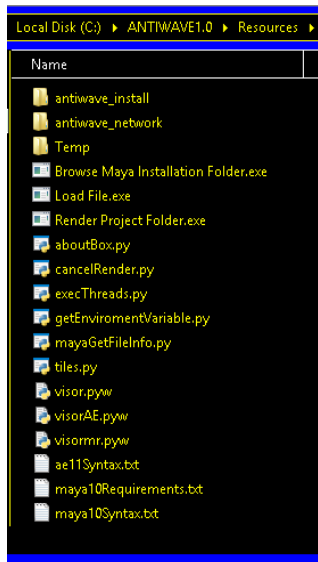 Local Disk (C:) ▸ ANTIWAVE1.0 ▸ Resources ▸
Name
antiwave_install
antiwave_network
Temp
Browse Maya Installation Folder.exe
Load File.exe
Render Project Folder.exe
aboutBox.py
cancelRender.py
execThreads.py
getEnviromentVariable.py
mayaGetFileInfo.py
tiles.py
visor.pyw
visorAE.pyw
visormr.pyw
ae11Syntax.txt
maya10Requirements.txt
maya10Syntax.txt